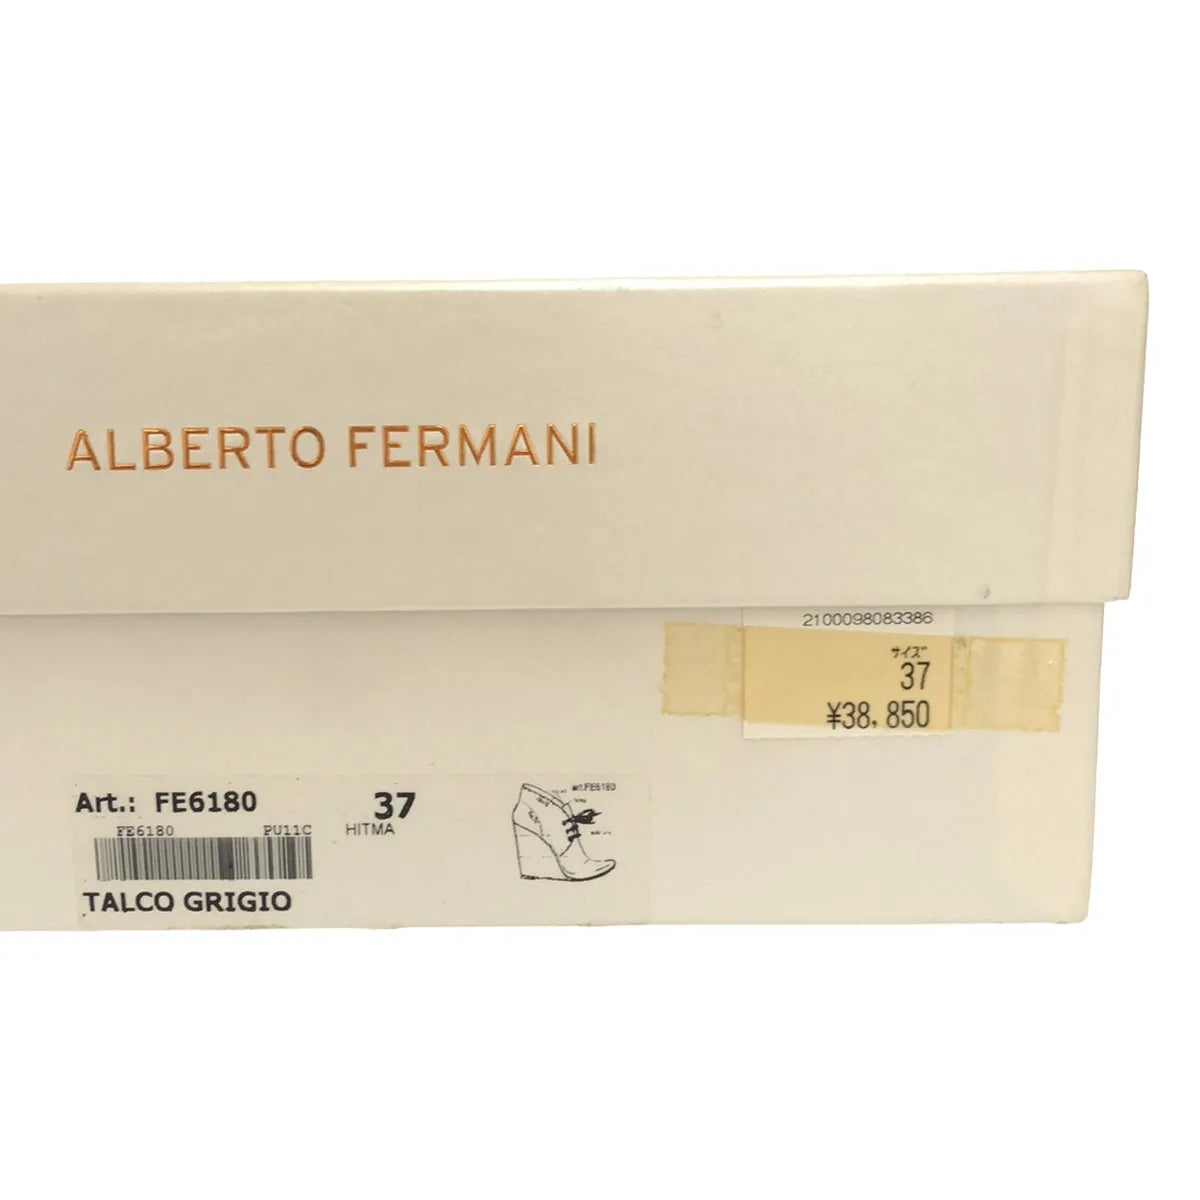 ALBERTO FERMANI
2100098083386
サイズ
37
¥38,850
Art.: FE6180
37
FE6180 PU11C
HITMA
TALCO GRIGIO
art.FE6180